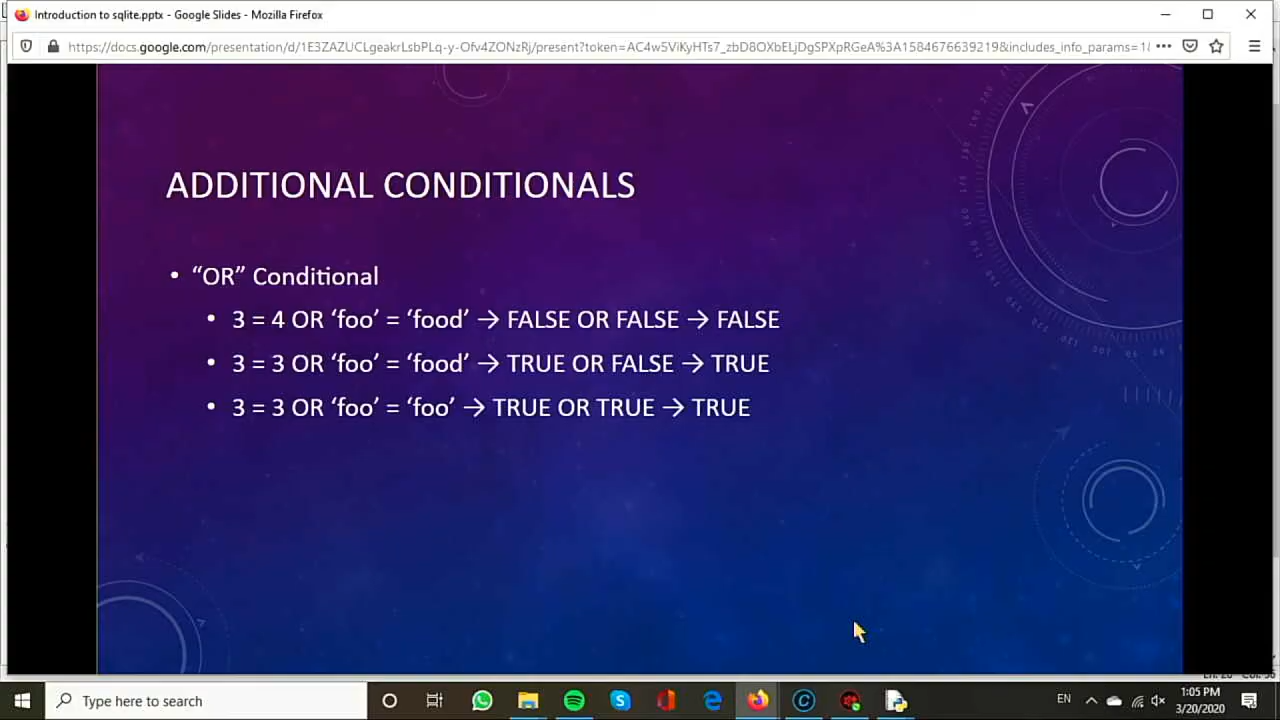 Introduction to sqlite.pptx - Google Slides - Mozilla Firefox
ADDITIONAL CONDITIONALS
• “OR” Conditional
• 3 = 4 OR ‘foo’ = ‘food’ → FALSE OR FALSE → FALSE
• 3 = 3 OR ‘foo’ = ‘food’ → TRUE OR FALSE → TRUE
• 3 = 3 OR ‘foo’ = ‘foo’ → TRUE OR TRUE → TRUE
Type here to search
EN
1:05 PM
3/20/2020